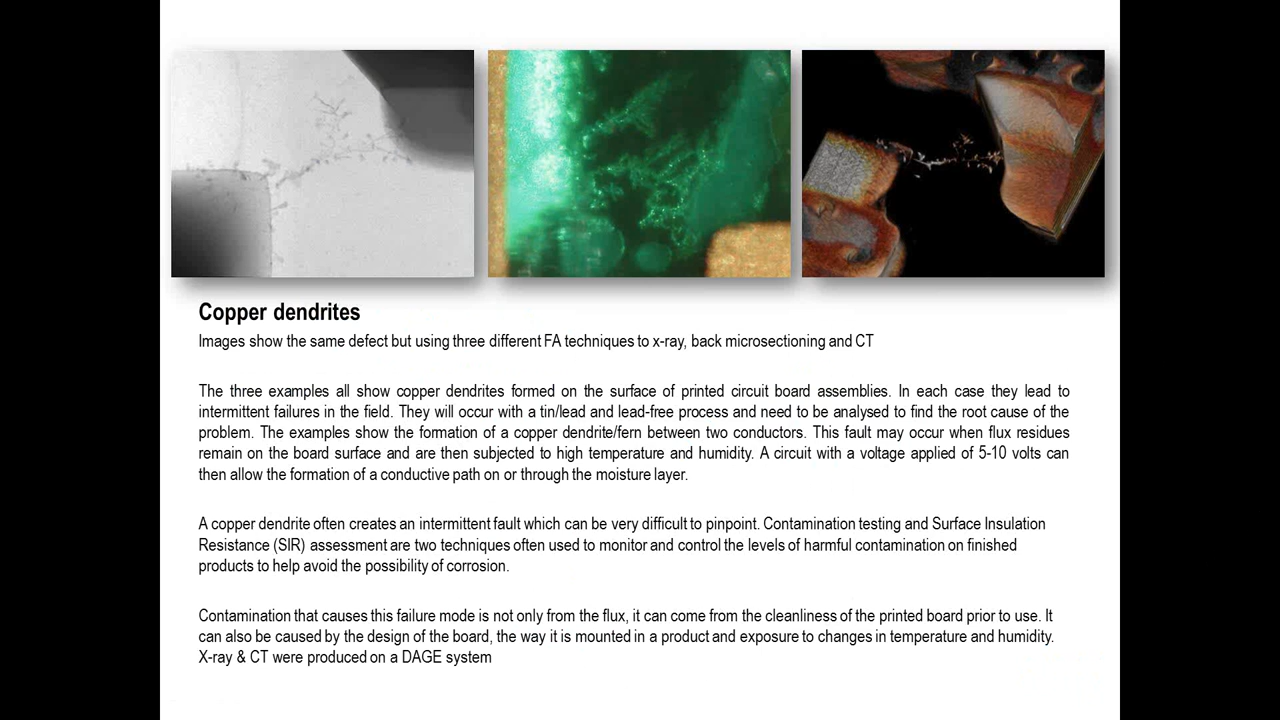 Copper dendrites
Images show the same defect but using three different FA techniques to x-ray, back microsectioning and CT
The three examples all show copper dendrites formed on the surface of printed circuit board assemblies. In each case they lead to
intermittent failures in the field. They will occur with a tin/lead and lead-free process and need to be analysed to find the root cause of the
problem. The examples show the formation of a copper dendrite/fern between two conductors. This fault may occur when flux residues
remain on the board surface and are then subjected to high temperature and humidity. A circuit with a voltage applied of 5-10 volts can
then allow the formation of a conductive path on or through the moisture layer.
A copper dendrite often creates an intermittent fault which can be very difficult to pinpoint. Contamination testing and Surface Insulation
Resistance (SIR) assessment are two techniques often used to monitor and control the levels of harmful contamination on finished
products to help avoid the possibility of corrosion.
Contamination that causes this failure mode is not only from the flux, it can come from the cleanliness of the printed board prior to use. It
can also be caused by the design of the board, the way it is mounted in a product and exposure to changes in temperature and humidity.
X-ray & CT were produced on a DAGE system